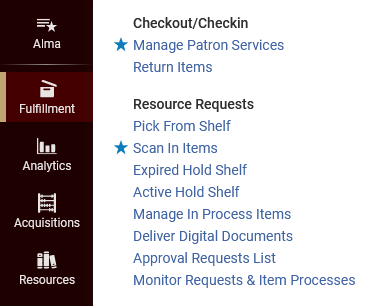 Alma
Fulfillment
Analytics
Acquisitions
Resources
Checkout/Checkin
Manage Patron Services
Return Items
Resource Requests
Pick From Shelf
Scan In Items
Expired Hold Shelf
Active Hold Shelf
Manage In Process Items
Deliver Digital Documents
Approval Requests List
Monitor Requests & Item Processes